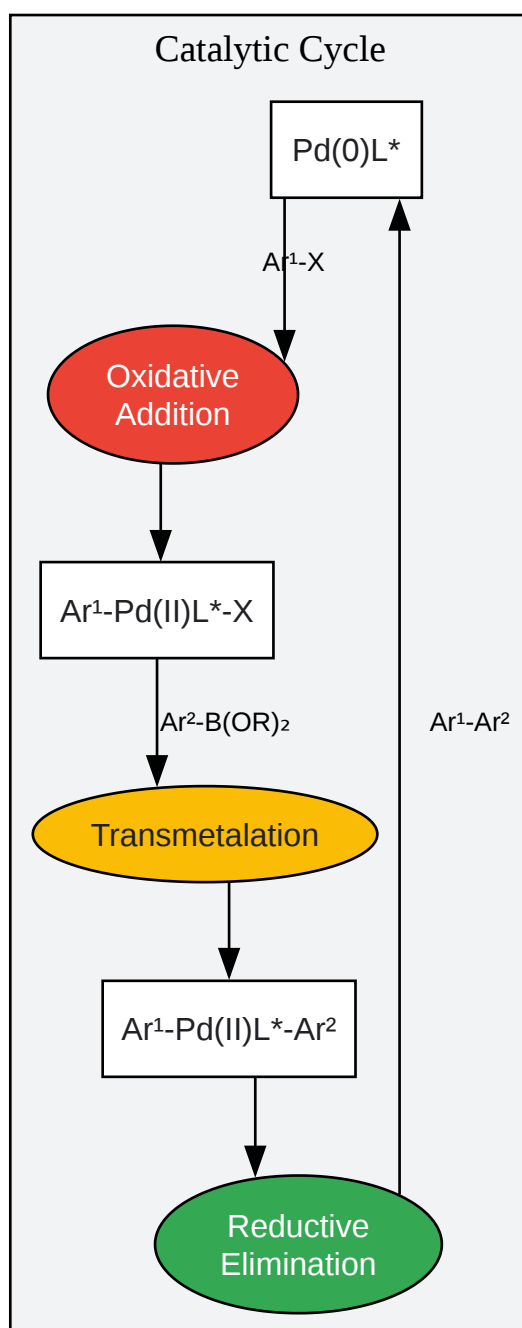 Catalytic Cycle
Pd(0)L*
Ar¹-X
Oxidative
Addition
Ar¹-Pd(II)L*-X
Ar²-B(OR)₂
Ar¹-Ar²
Transmetalation
Ar¹-Pd(II)L*-Ar²
Reductive
Elimination